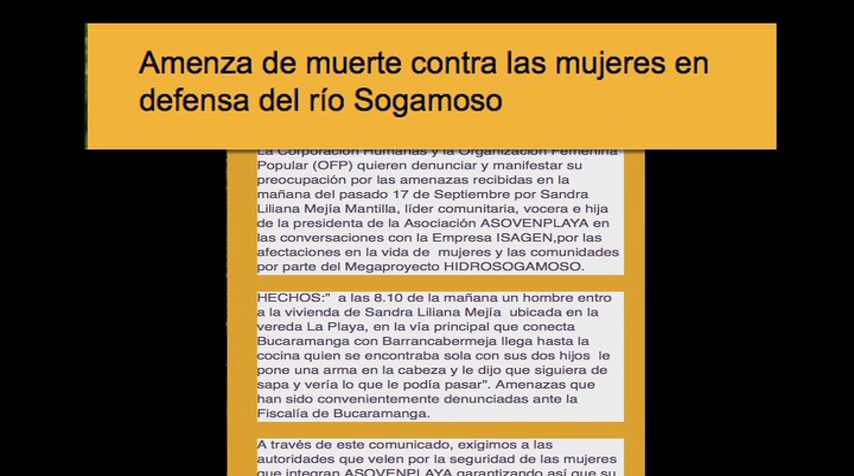 Amenza de muerte contra las mujeres en
defensa del río Sogamoso
La Corporación Humanas y la Organización Femenina
Popular (OFP) quieren denunciar y manifestar su
preocupación por las amenazas recibidas en la
mañana del pasado 17 de Septiembre por Sandra
Liliana Mejía Mantilla, líder comunitaria, vocera e hija
de la presidenta de la Asociación ASOVENPLAYA en
las conversaciones con la Empresa ISAGEN,por las
afectaciones en la vida de mujeres y las comunidades
por parte del Megaproyecto HIDROSOGAMOSO.
HECHOS:” a las 8.10 de la mañana un hombre entro
a la vivienda de Sandra Liliana Mejía ubicada en la
vereda La Playa, en la vía principal que conecta
Bucaramanga con Barrancabermeja llega hasta la
cocina quien se encontraba sola con sus dos hijos le
pone una arma en la cabeza y le dijo que siguiera de
sapa y vería lo que le podía pasar”. Amenazas que
han sido convenientemente denunciadas ante la
Fiscalía de Bucaramanga.
A través de este comunicado, exigimos a las
autoridades que velen por la seguridad de las mujeres
que integran ASOVENPLAYA garantizando así que su